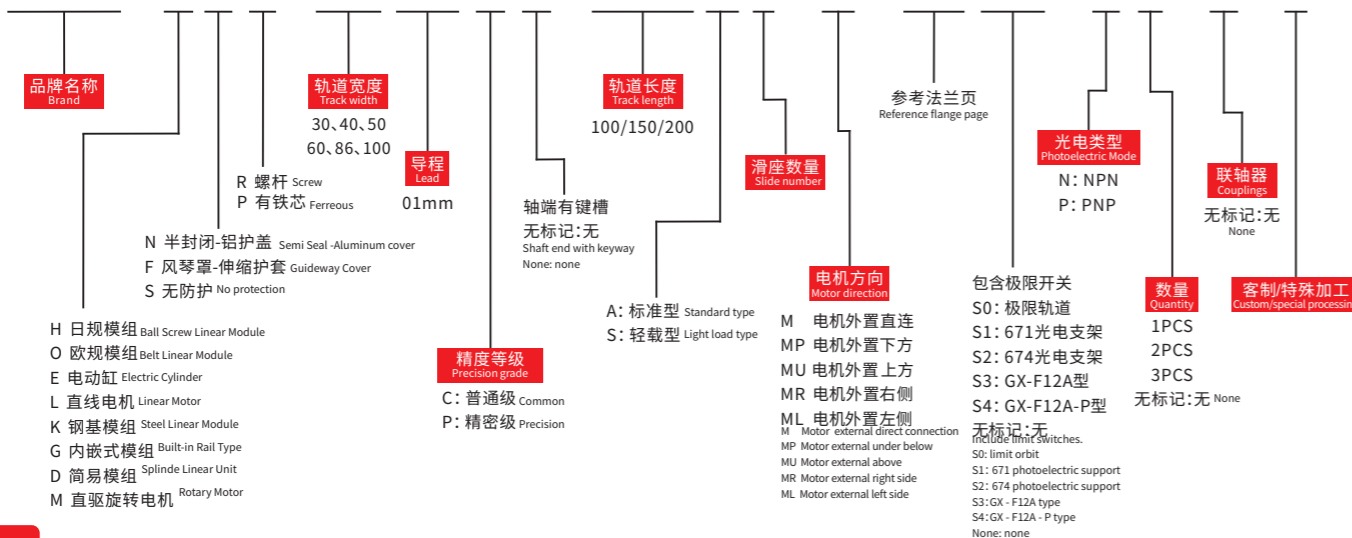 品牌名称
Brand
H 日规模组 Ball Screw Linear Module
O 欧规模组 Belt Linear Module
E 电动缸 Electric Cylinder
L 直线电机 Linear Motor
K 钢基模组 Steel Linear Module
G 内嵌式模组 Built-in Rail Type
D 简易模组 Splinde Linear Unit
M 直驱旋转电机 Rotary Motor
N 半封闭-铝护盖 Semi Seal -Aluminum cover
F 风琴罩-伸缩护套 Guideway Cover
S 无防护 No protection
R 螺杆 Screw
P 有铁芯 Ferreous
轨道宽度
Track width
30、40、50
60、86、100
导程
Lead
01mm
精度等级
Precision grade
C：普通级 Common
P：精密级 Precision
轴端有键槽
无标记：无
Shaft end with keyway
None: none
轨道长度
Track length
100/150/200
A：标准型 Standard type
S：轻载型 Light load type
滑座数量
Slide number
电机方向
Motor direction
M 电机外置直连
MP 电机外置下方
MU 电机外置上方
MR 电机外置右侧
ML 电机外置左侧
M Motor external direct connection
MP Motor external under below
MU Motor external above
MR Motor external right side
ML Motor external left side
参考法兰页
Reference flange page
包含极限开关
S0：极限轨道
S1：671光电支架
S2：674光电支架
S3：GX-F12A型
S4：GX-F12A-P型
无标记：无
Include limit switches.
S0: limit orbit
S1: 671 photoelectric support
S2: 674 photoelectric support
S3:GX - F12A type
S4:GX - F12A - P type
None: none
光电类型
Photoelectric Mode
N：NPN
P：PNP
数量
Quantity
1PCS
2PCS
3PCS
无标记：无 None
联轴器
Couplings
无标记：无
None
客制/特殊加工
Custom/special processin